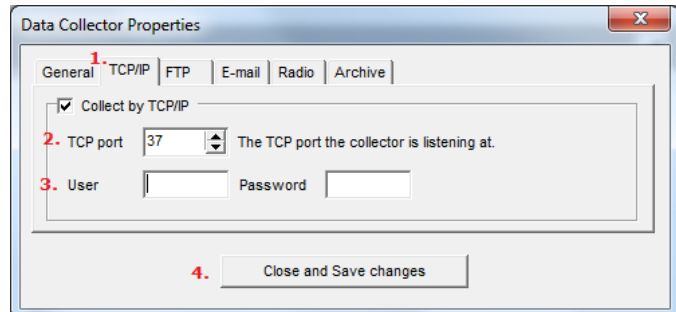 Data Collector Properties
1.
General TCP/IP FTP E-mail Radio Archive
Collect by TCP/IP
2. TCP port 37 The TCP port the collector is listening at.
3. User Password
4. Close and Save changes